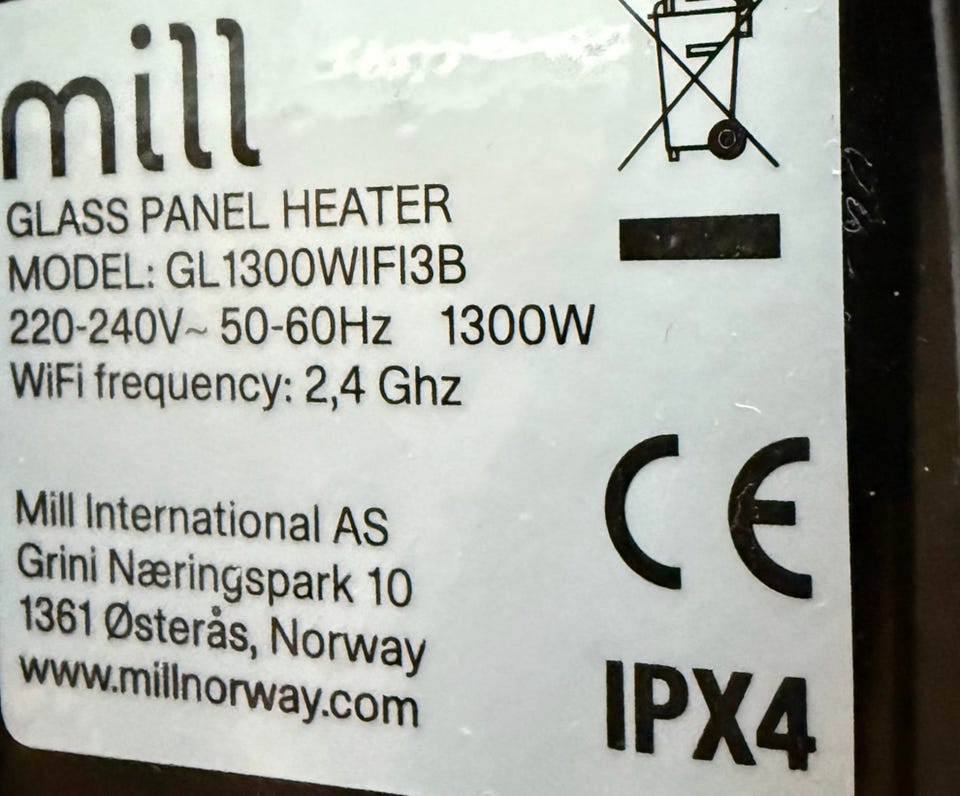 mill
GLASS PANEL HEATER
MODEL: GL1300WIFI3B
220-240V~ 50-60Hz 1300W
WiFi frequency: 2,4 Ghz
Mill International AS
Grini Næringspark 10
1361 Østerås, Norway
www.millnorway.com
CE
IPX4